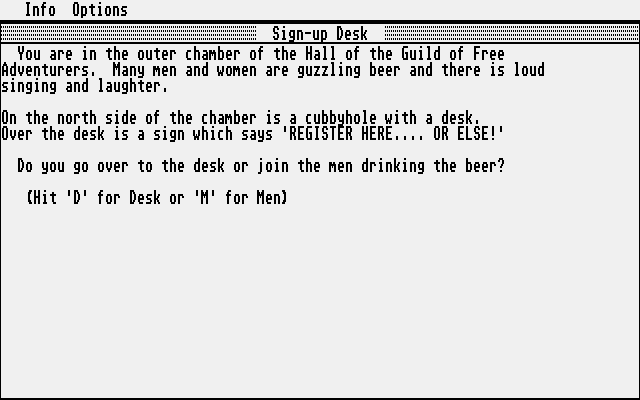 Info Options
Sign-up Desk
You are in the outer chamber of the Hall of the Guild of Free
Adventurers. Many men and women are guzzling beer and there is loud
singing and laughter.
On the north side of the chamber is a cubbyhole with a desk.
Over the desk is a sign which says 'REGISTER HERE.... OR ELSE!'
Do you go over to the desk or join the men drinking the beer?
(Hit 'D' for Desk or 'M' for Men)